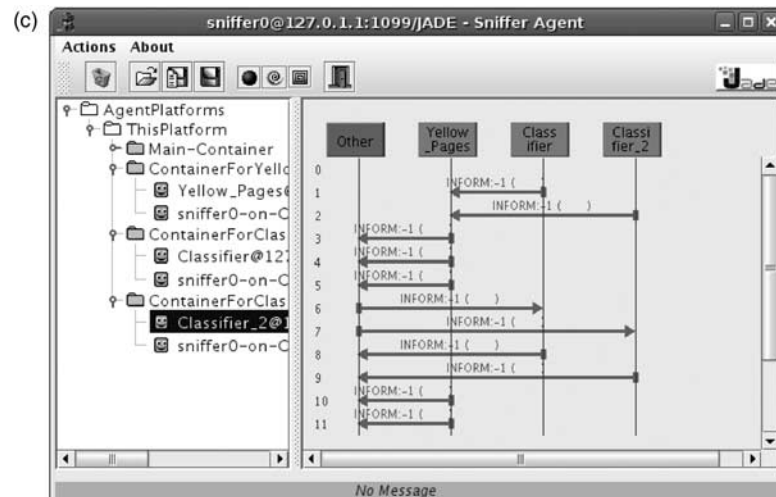 (c)
sniffer0@127.0.1.1:1099/JADE - Sniffer Agent
Actions About
Jade
AgentPlatforms
ThisPlatform
Main-Container
ContainerForYello
Yellow_Pages@
sniffer0-on-C
ContainerForClas
Classifier@127
sniffer0-on-C
ContainerForClas
Classifier_2@1
sniffer0-on-C
Other
Yellow
_Pages
Class
ifier
Classi
fier_2
0
1 INFORM:-1 (
2 INFORM:-1 ( )
3 INFORM:-1 (
4 INFORM:-1 (
5 INFORM:-1 (
6 INFORM:-1 ( )
7 INFORM:-1 (
8 INFORM:-1 ( )
9 INFORM:-1 (
10 INFORM:-1 (
11 INFORM:-1 (
No Message